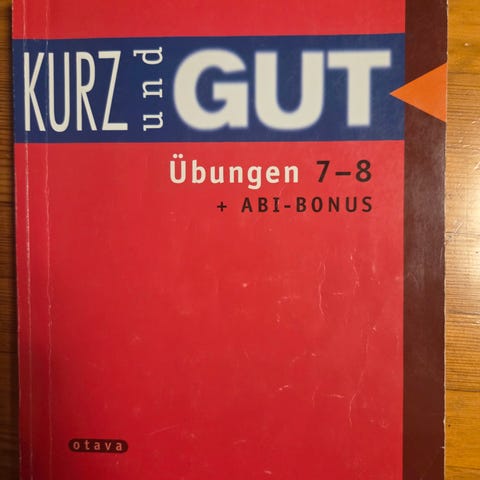 KURZ und GUT
Übungen 7–8
+ ABI-BONUS
otava